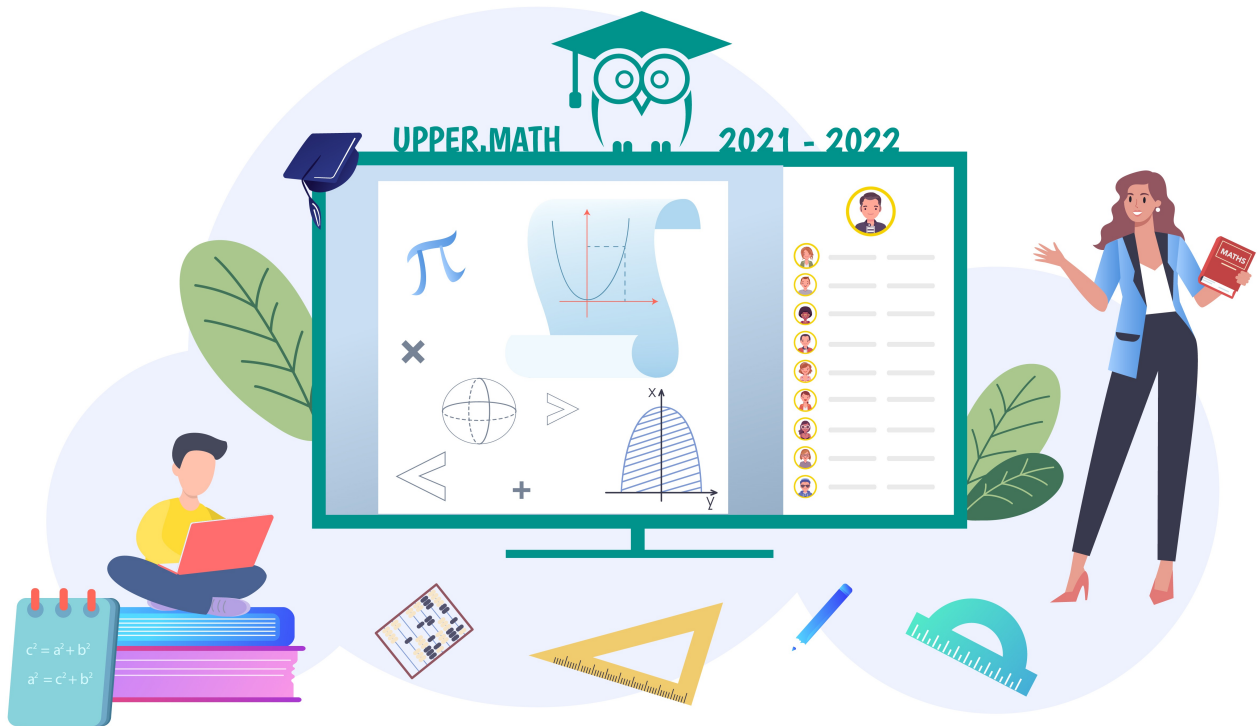 UPPER.MATH 2021 - 2022
MATHS
π
×
>
X
<
+
y
c² = a² + b²
a² = c² + b²